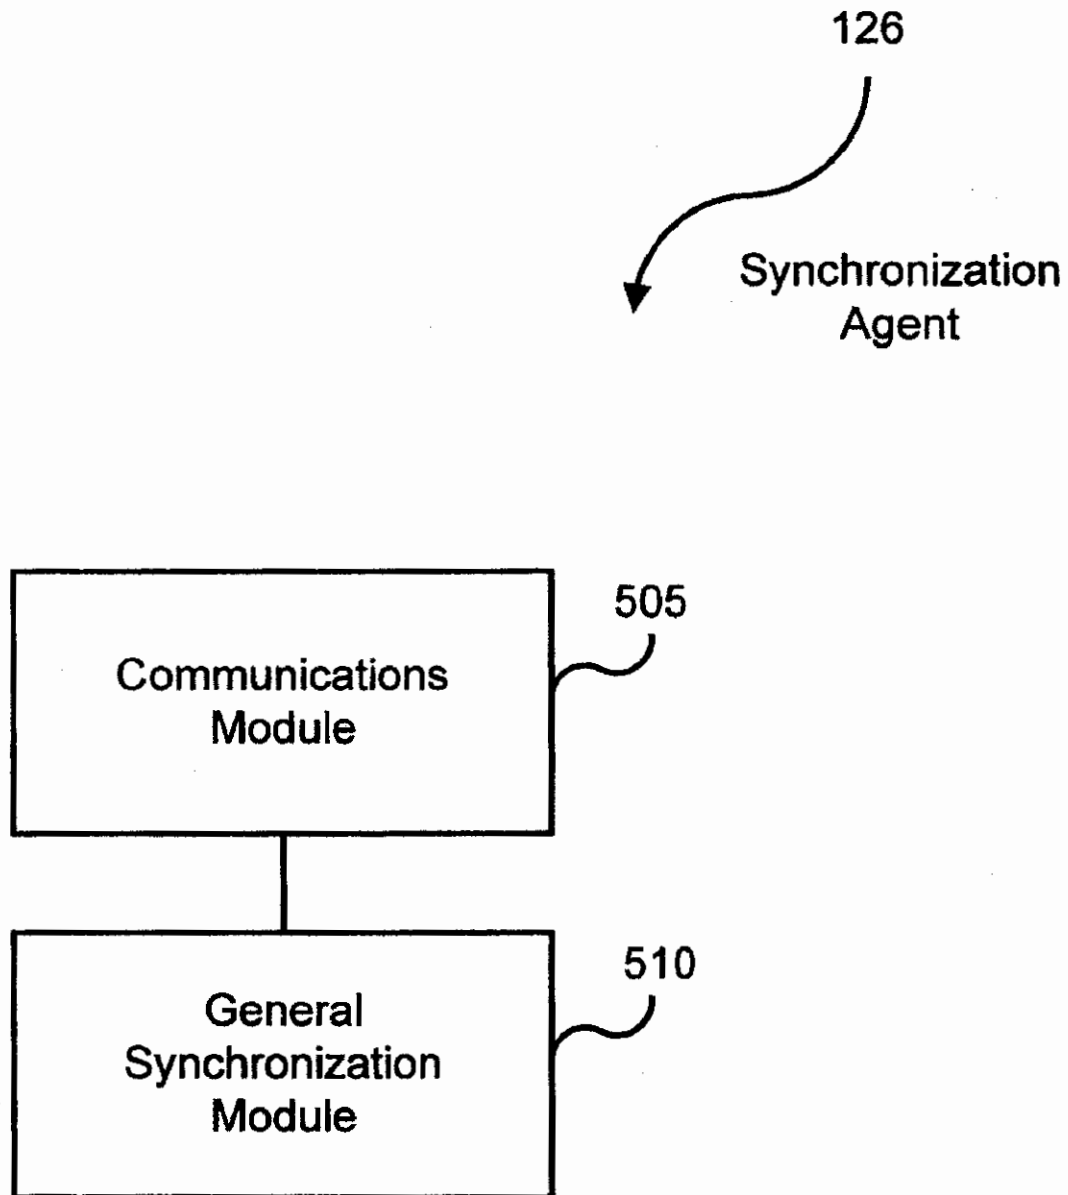 126
Synchronization
Agent
505
Communications
Module
510
General
Synchronization
Module